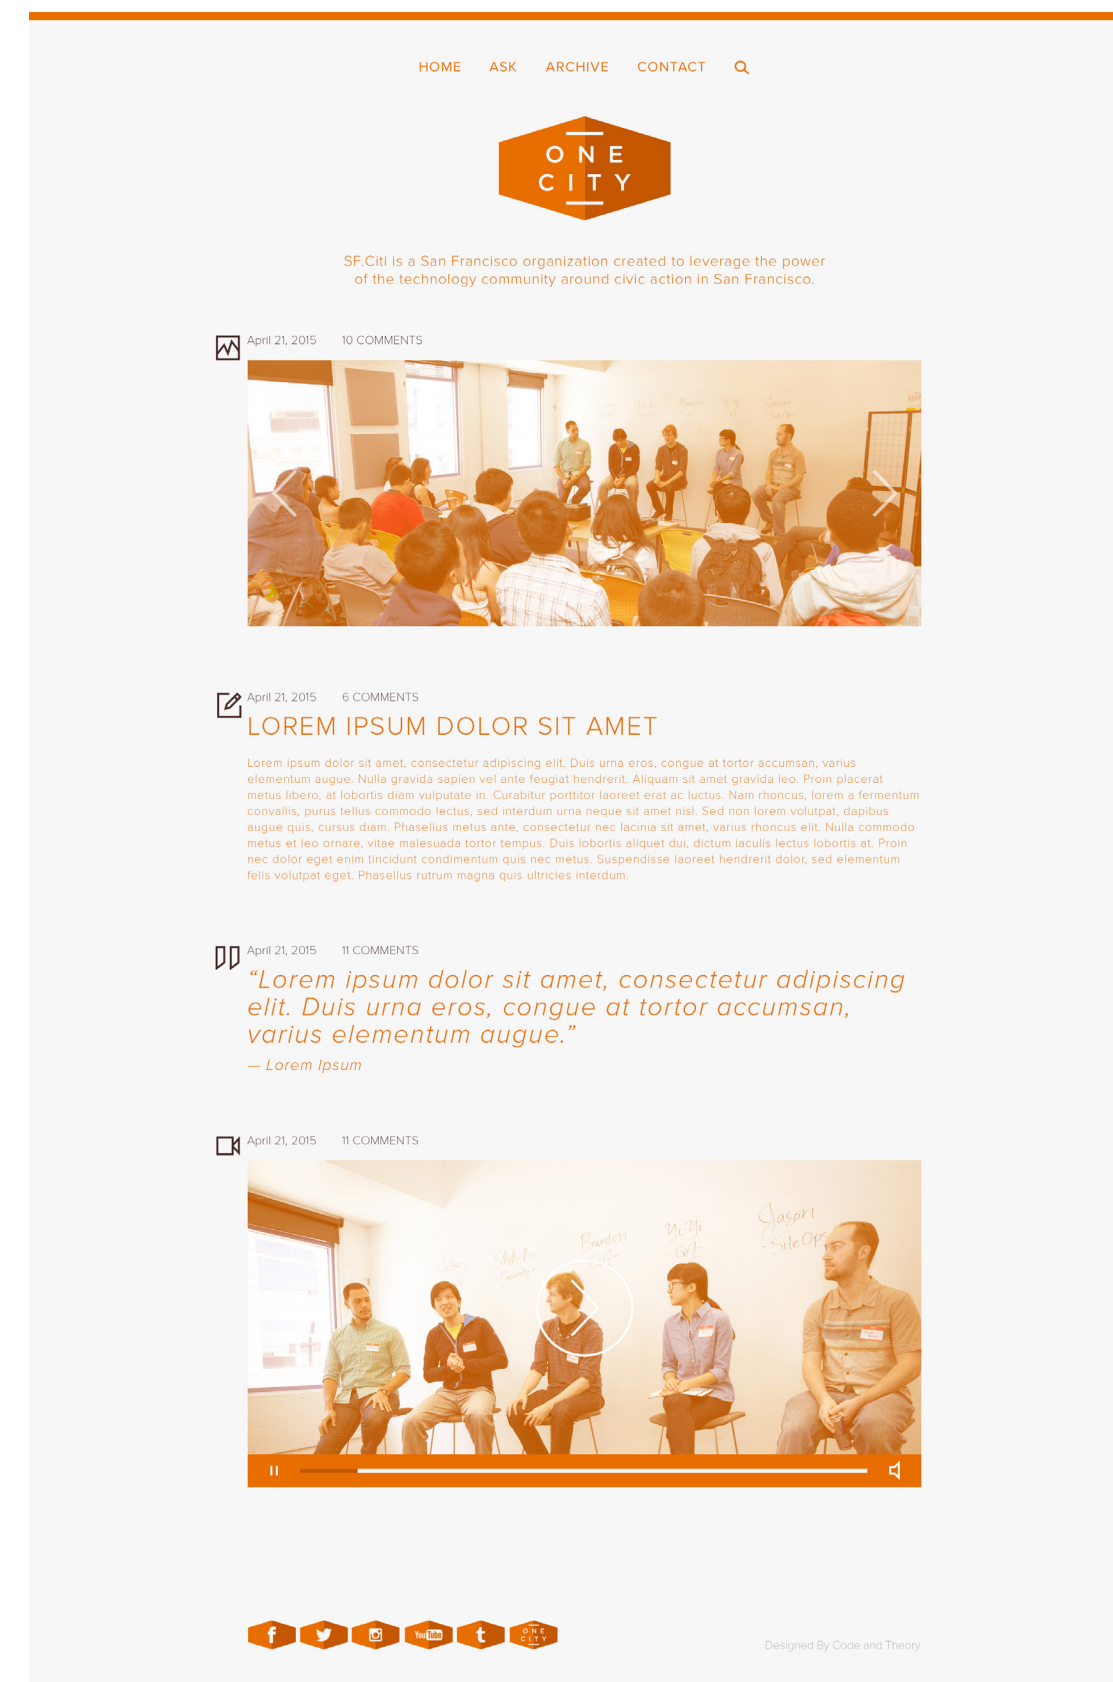 HOME ASK ARCHIVE CONTACT
ONE
CITY
SF.Citi is a San Francisco organization created to leverage the power
of the technology community around civic action in San Francisco.
April 21, 2015 10 COMMENTS
Jason
April 21, 2015 6 COMMENTS
LOREM IPSUM DOLOR SIT AMET
Lorem ipsum dolor sit amet, consectetur adipiscing elit. Duis urna eros, congue at tortor accumsan, varius
elementum augue. Nulla gravida sapien vel ante feugiat hendrerit. Aliquam sit amet gravida leo. Proin placerat
metus libero, at lobortis diam vulputate in. Curabitur porttitor laoreet erat ac luctus. Nam rhoncus, lorem a fermentum
convallis, purus tellus commodo lectus, sed interdum urna neque sit amet nisl. Sed non lorem volutpat, dapibus
augue quis, cursus diam. Phasellus metus ante, consectetur nec lacinia sit amet, varius rhoncus elit. Nulla commodo
metus et leo ornare, vitae malesuada tortor tempus. Duis lobortis aliquet dui, dictum iaculis lectus lobortis at. Proin
nec dolor eget enim tincidunt condimentum quis nec metus. Suspendisse laoreet hendrerit dolor, sed elementum
felis volutpat eget. Phasellus rutrum magna quis ultricies interdum.
April 21, 2015 11 COMMENTS
“Lorem ipsum dolor sit amet, consectetur adipiscing
elit. Duis urna eros, congue at tortor accumsan,
varius elementum augue.”
— Lorem Ipsum
April 21, 2015 11 COMMENTS
Jason
-SiteOps
Yi-Yi
Brandon
YouTube
ONE
CITY
Designed By Code and Theory